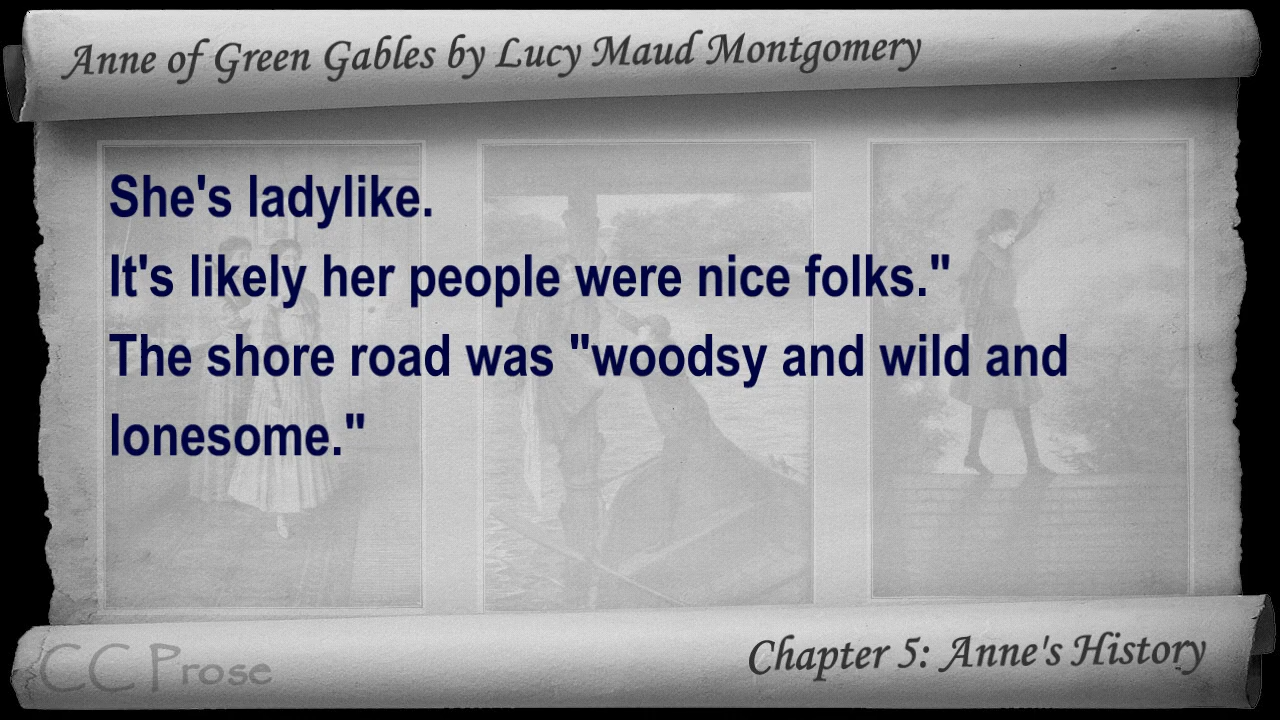 Anne of Green Gables by Lucy Maud Montgomery
She's ladylike.
It's likely her people were nice folks."
The shore road was "woodsy and wild and
lonesome."
CC Prose
Chapter 5: Anne's History